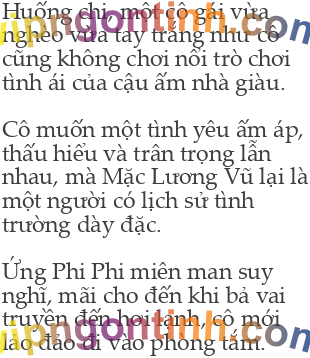 Huống chi, một cô gái vừa
nghèo vừa tay trắng như cô
cũng không chơi nổi trò chơi
tình ái của cậu ấm nhà giàu.
Cô muốn một tình yêu ấm áp,
thấu hiểu và trân trọng lẫn
nhau, mà Mặc Lương Vũ lại là
một người có lịch sử tình
trường dày đặc.
Ứng Phi Phi miên man suy
nghĩ, mãi cho đến khi bả vai
truyền đến hơi lạnh, cô mới
lảo đảo đi vào phòng tắm.
vipngontinh.com